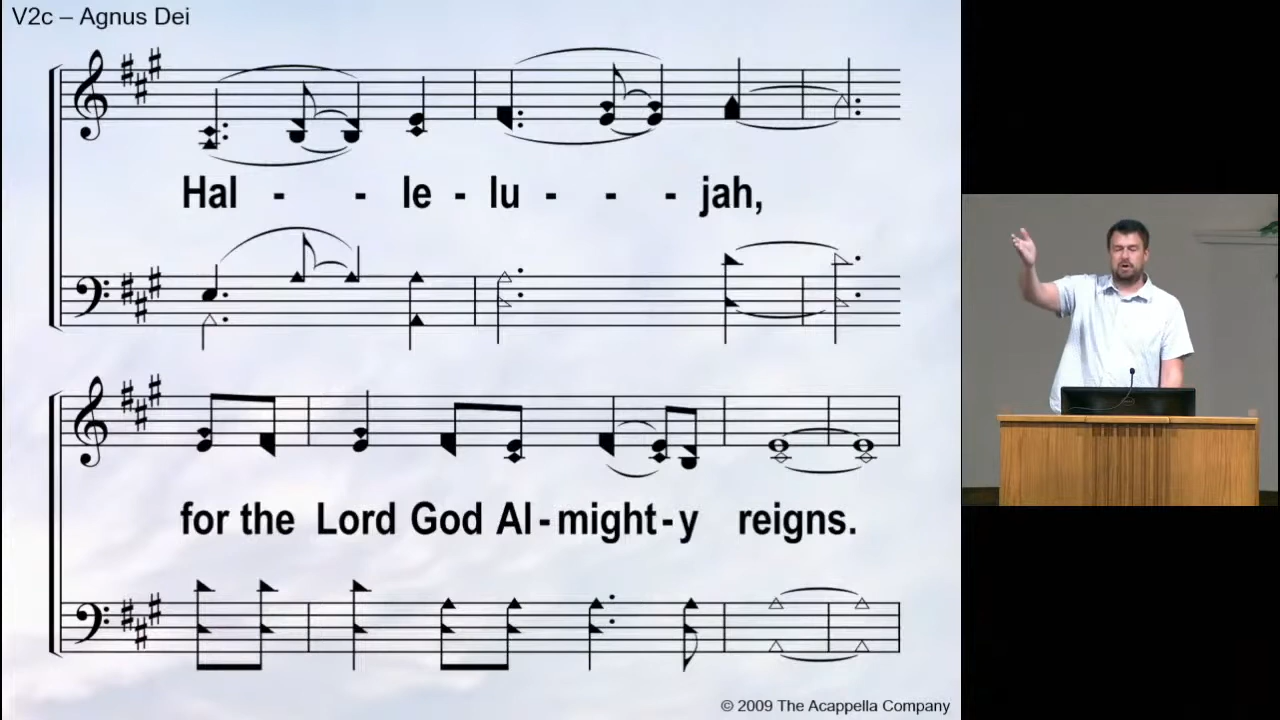 V2c – Agnus Dei
Hal - - le - lu - - - jah,
for the Lord God Al - might - y reigns.
© 2009 The Acappella Company